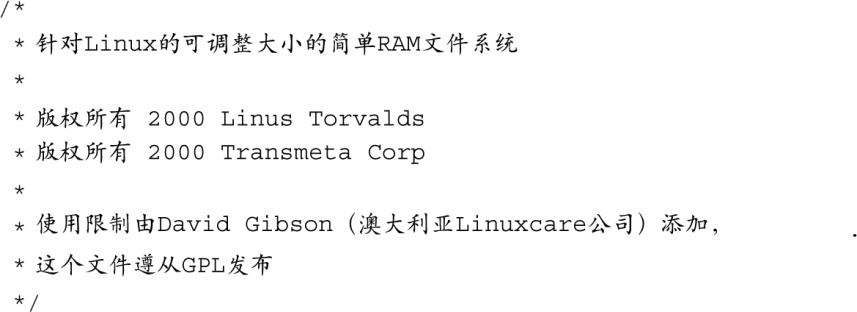 /*
* 针对Linux的可调整大小的简单RAM文件系统
*
* 版权所有 2000 Linus Torvalds
* 版权所有 2000 Transmeta Corp
*
* 使用限制由David Gibson（澳大利亚Linuxcare公司）添加，
* 这个文件遵从GPL发布
*/